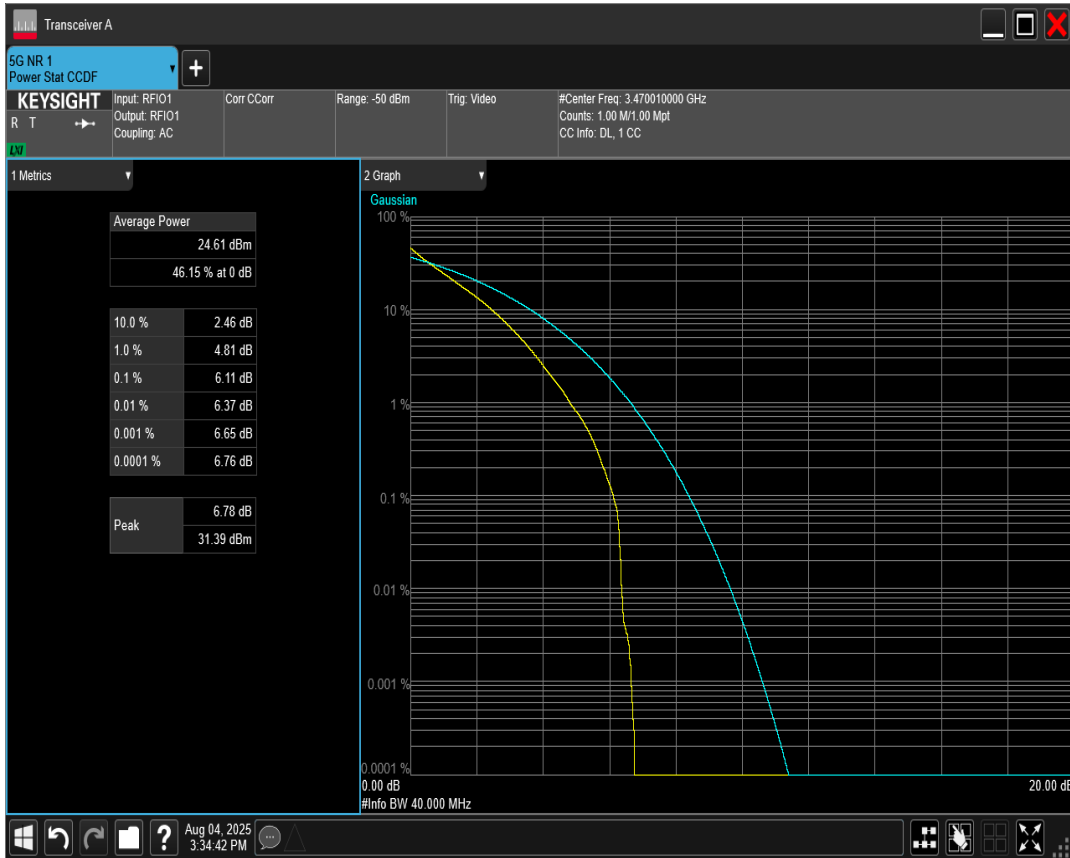 Transceiver A
5G NR 1
Power Stat CCDF
KEYSIGHT
R T
LXI
Input: RFIO1
Output: RFIO1
Coupling: AC
Corr CCorr
Range: -50 dBm
Trig: Video
#Center Freq: 3.470010000 GHz
Counts: 1.00 M/1.00 Mpt
CC Info: DL, 1 CC
1 Metrics
Average Power
24.61 dBm
46.15 % at 0 dB
10.0 % 2.46 dB
1.0 % 4.81 dB
0.1 % 6.11 dB
0.01 % 6.37 dB
0.001 % 6.65 dB
0.0001 % 6.76 dB
Peak
6.78 dB
31.39 dBm
2 Graph
Gaussian
100 %
10 %
1 %
0.1 %
0.01 %
0.001 %
0.0001 %
0.00 dB 20.00 dB
#Info BW 40.000 MHz
?
Aug 04, 2025
3:34:42 PM